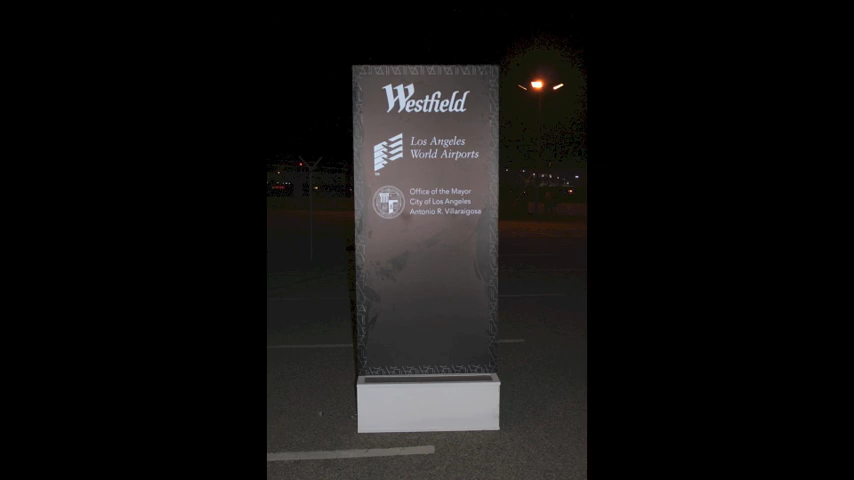 Westfield
Los Angeles
World Airports
Office of the Mayor
City of Los Angeles
Antonio R. Villaraigosa